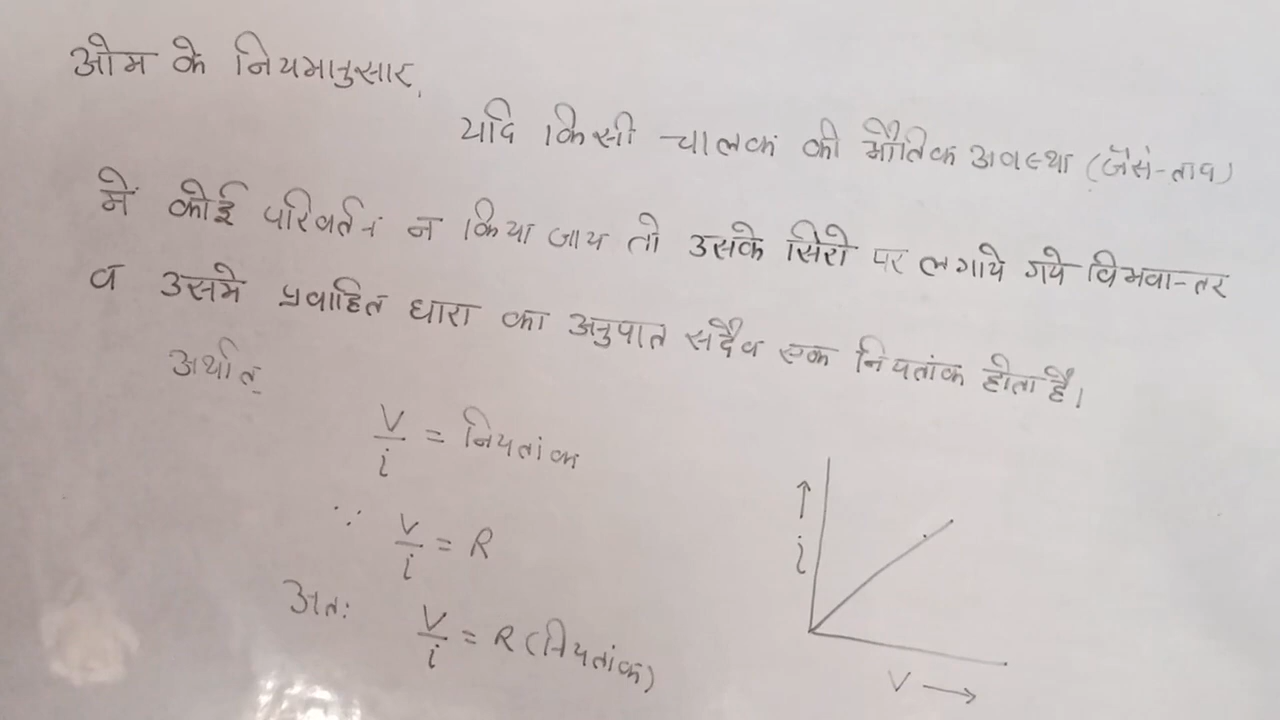 ओम के नियमानुसार,
यदि किसी चालक की भौतिक अवस्था (जैसे-ताप)
में कोई परिवर्तन न किया जाय तो उसके सिरो पर लगाये गये विभवान्तर
व उसमे प्रवाहित धारा का अनुपात सदैव एक नियतांक होता है।
अर्थात्
V/i = नियतांक
∵ V/i = R
अतः V/i = R (नियतांक)
↑ i
V →